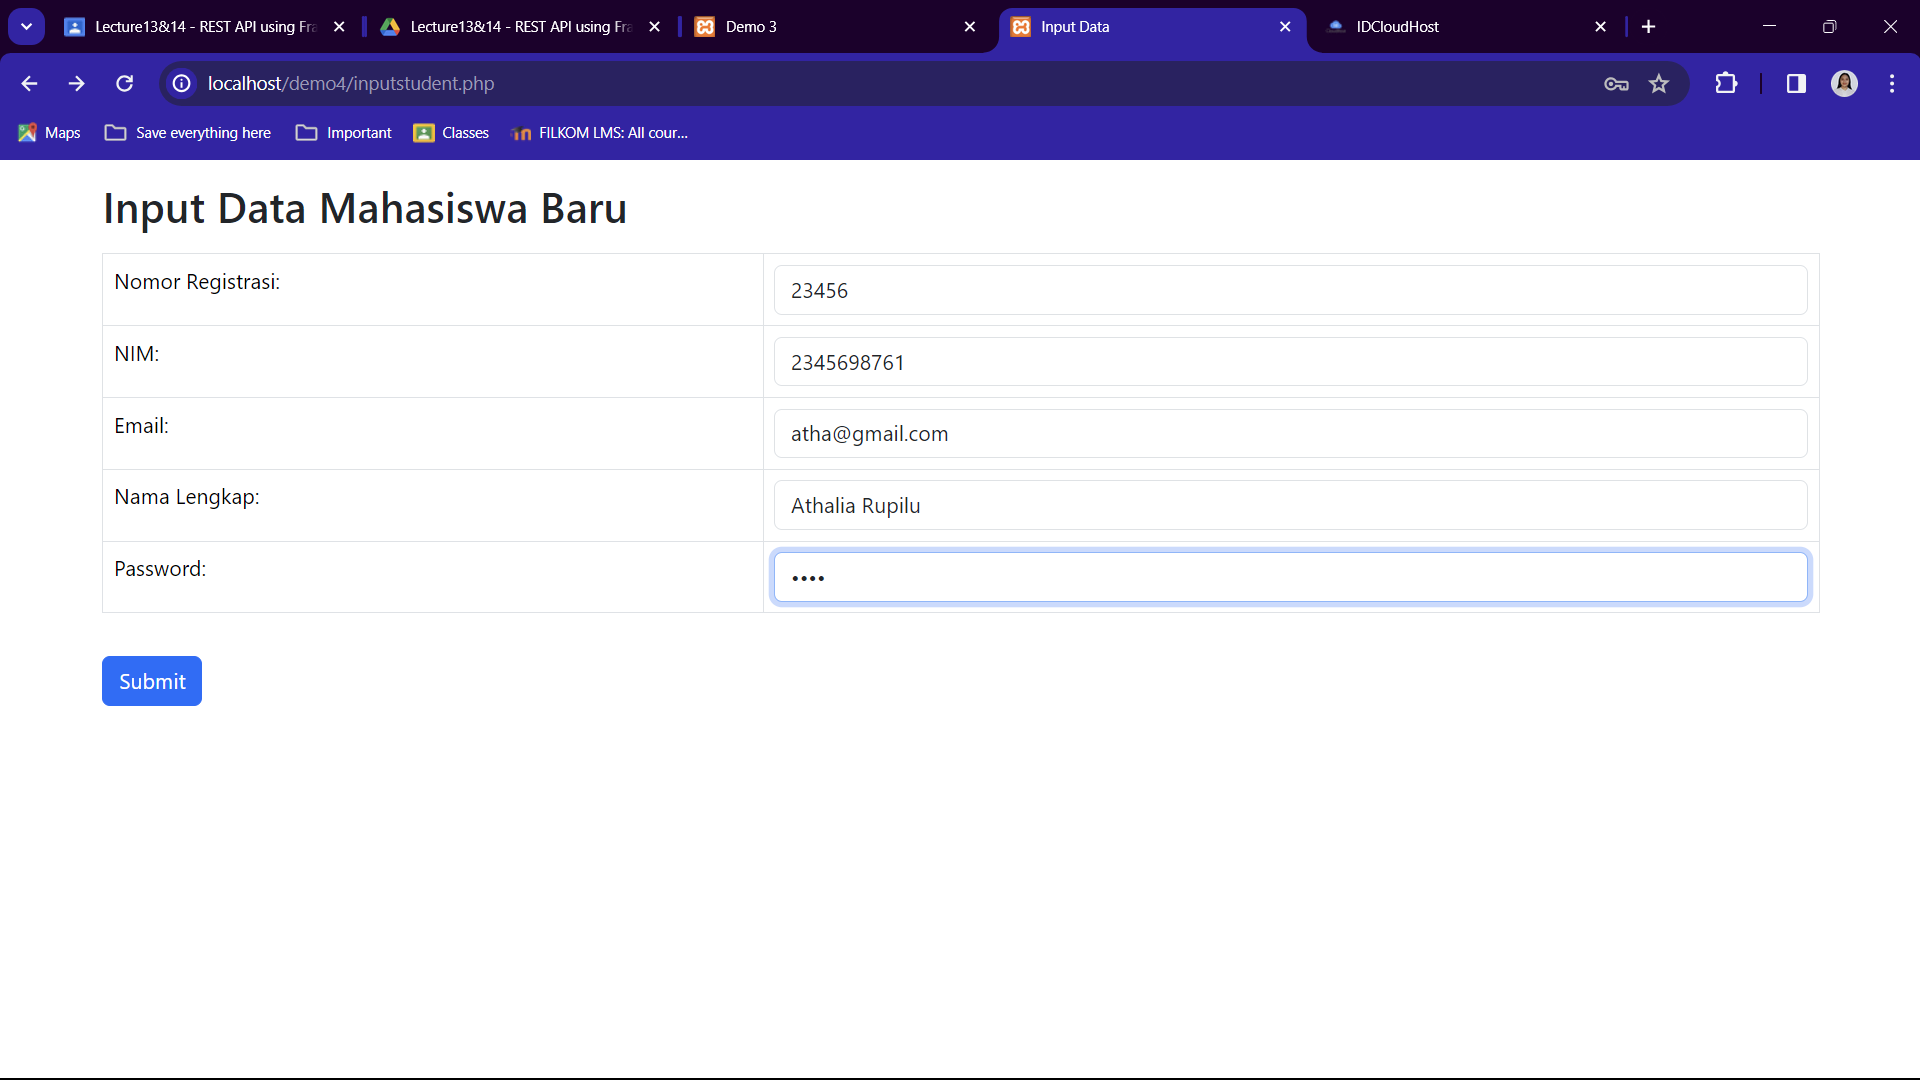 Lecture13&14 - REST API using Fra
Lecture13&14 - REST API using Fra
Demo 3
Input Data
IDCloudHost
localhost/demo4/inputstudent.php
Maps
Save everything here
Important
Classes
FILKOM LMS: All cour...
Input Data Mahasiswa Baru
Nomor Registrasi:
23456
NIM:
2345698761
Email:
atha@gmail.com
Nama Lengkap:
Athalia Rupilu
Password:
••••
Submit